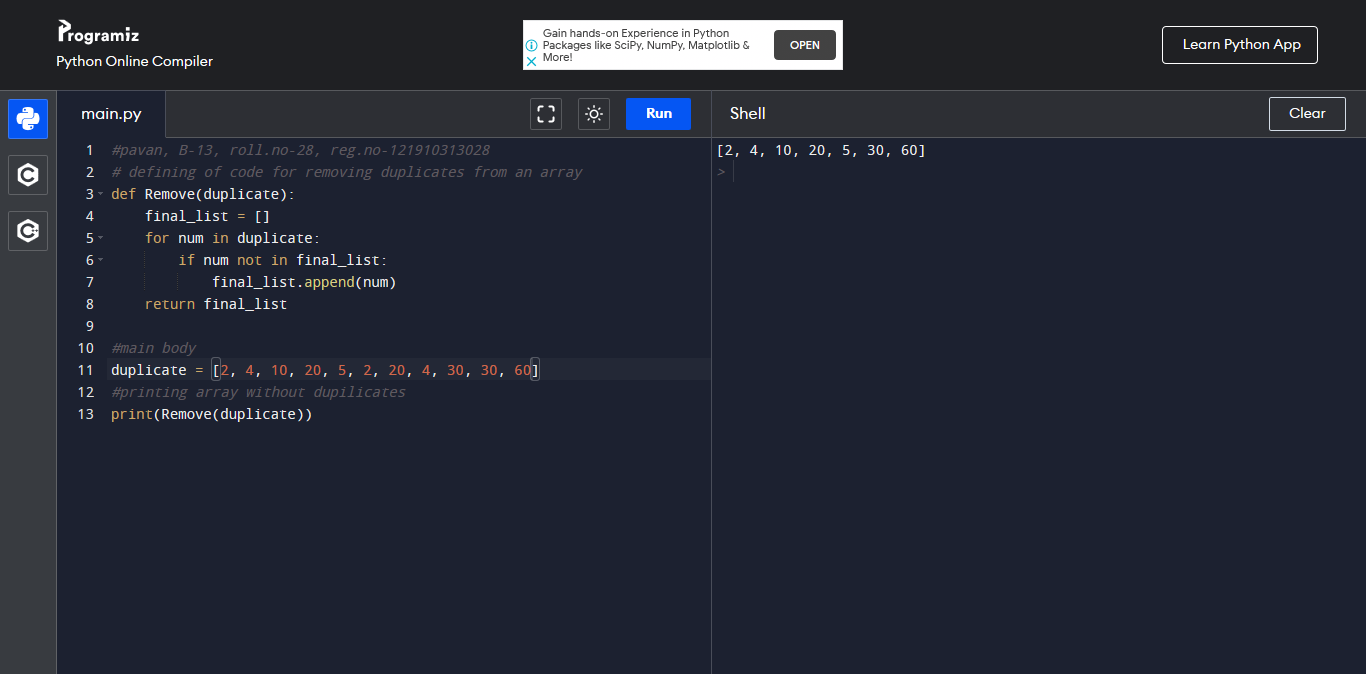 Programiz
Python Online Compiler
Gain hands-on Experience in Python
Packages like SciPy, NumPy, Matplotlib &
More!
OPEN
Learn Python App
main.py
Run
Shell
Clear
1 #pavan, B-13, roll.no-28, reg.no-121910313028
2 # defining of code for removing duplicates from an array
3 def Remove(duplicate):
4     final_list = []
5     for num in duplicate:
6         if num not in final_list:
7             final_list.append(num)
8     return final_list
9
10 #main body
11 duplicate = [2, 4, 10, 20, 5, 2, 20, 4, 30, 30, 60]
12 #printing array without dupilicates
13 print(Remove(duplicate))
[2, 4, 10, 20, 5, 30, 60]
>